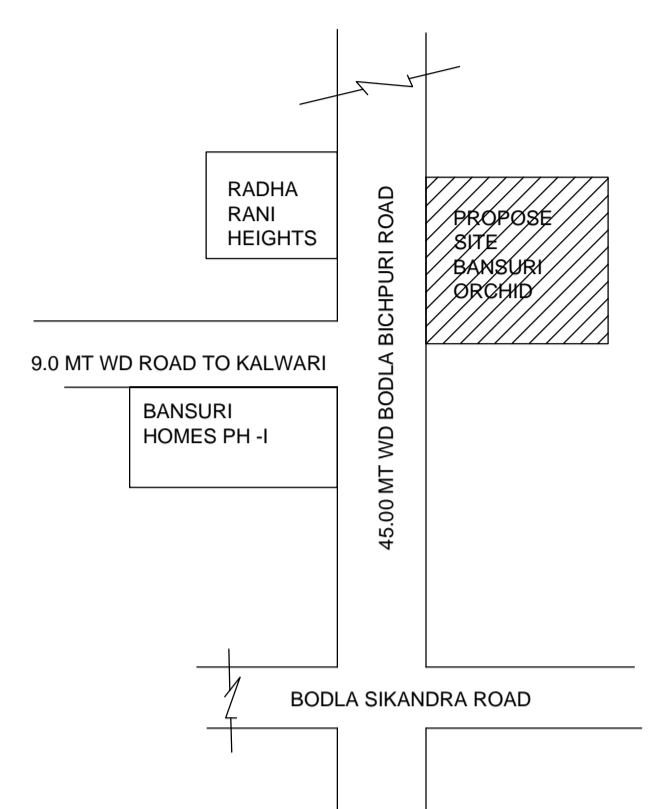 RADHA
RANI
HEIGHTS
PROPOSE
SITE
BANSURI
ORCHID
45.00 MT WD BODLA BICHPURI ROAD
9.0 MT WD ROAD TO KALWARI
BANSURI
HOMES PH -I
BODLA SIKANDRA ROAD